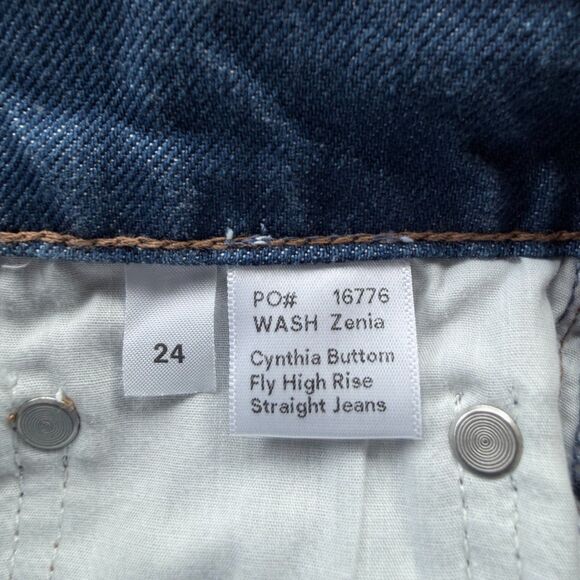 24
PO# 16776
WASH Zenia
Cynthia Buttom
Fly High Rise
Straight Jeans